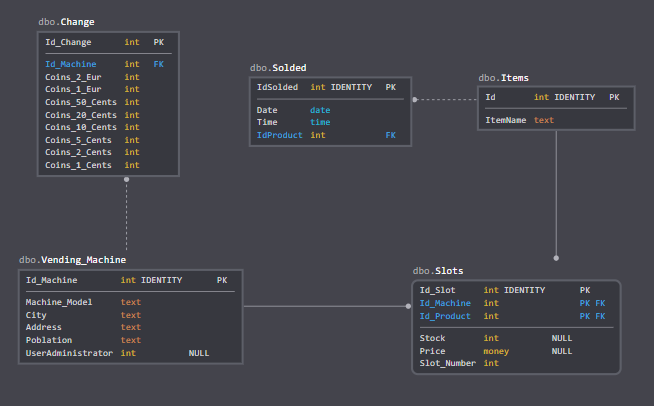 dbo.Change
Id_Change int PK
Id_Machine int FK
Coins_2_Eur int
Coins_1_Eur int
Coins_50_Cents int
Coins_20_Cents int
Coins_10_Cents int
Coins_5_Cents int
Coins_2_Cents int
Coins_1_Cents int
dbo.Solded
IdSolded int IDENTITY PK
Date date
Time time
IdProduct int FK
dbo.Items
Id int IDENTITY PK
ItemName text
dbo.Vending_Machine
Id_Machine int IDENTITY PK
Machine_Model text
City text
Address text
Poblation text
UserAdministrator int NULL
dbo.Slots
Id_Slot int IDENTITY PK
Id_Machine int PK FK
Id_Product int PK FK
Stock int NULL
Price money NULL
Slot_Number int